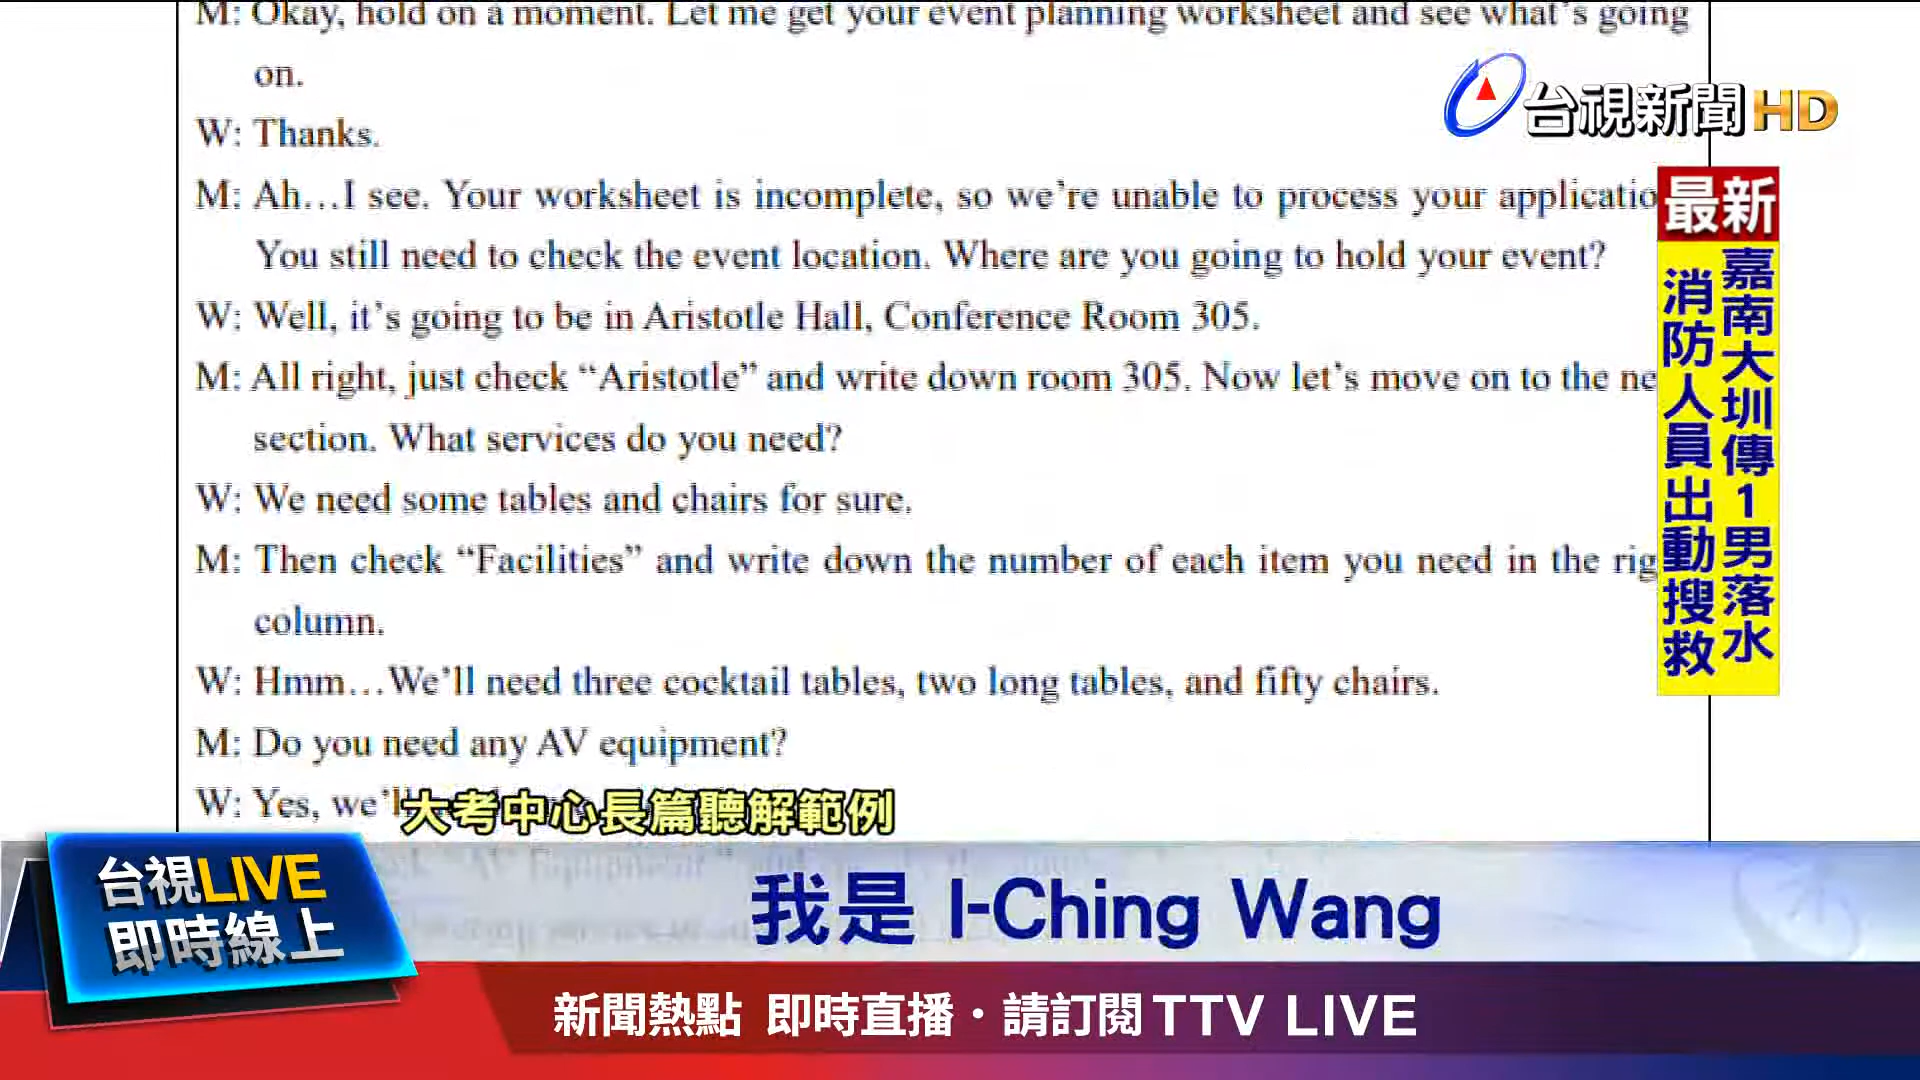 M: Okay, hold on a moment. Let me get your event planning worksheet and see what's going
on.
W: Thanks.
M: Ah…I see. Your worksheet is incomplete, so we're unable to process your applicatio
You still need to check the event location. Where are you going to hold your event?
W: Well, it's going to be in Aristotle Hall, Conference Room 305.
M: All right, just check “Aristotle” and write down room 305. Now let's move on to the ne
section. What services do you need?
W: We need some tables and chairs for sure.
M: Then check “Facilities” and write down the number of each item you need in the rig
column.
W: Hmm…We'll need three cocktail tables, two long tables, and fifty chairs.
M: Do you need any AV equipment?
W: Yes, we'll
大考中心長篇聽解範例
台視新聞HD
最新
嘉南大圳傳1男落水
消防人員出動搜救
台視LIVE
即時線上
我是 I-Ching Wang
新聞熱點 即時直播・請訂閱TTV LIVE